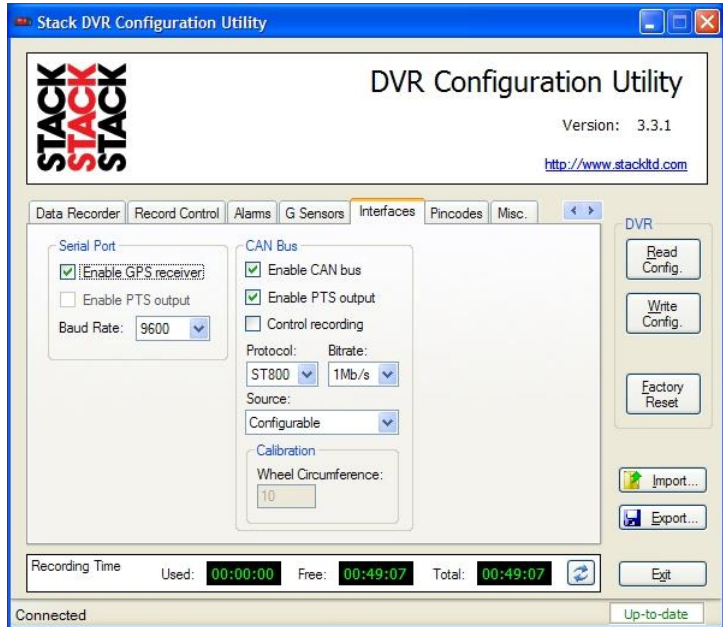 Stack DVR Configuration Utility
STACK
STACK
STACK
DVR Configuration Utility
Version: 3.3.1
http://www.stackltd.com
Data Recorder Record Control Alarms G Sensors Interfaces Pincodes Misc.
Serial Port
Enable GPS receiver
Enable PTS output
Baud Rate: 9600
CAN Bus
Enable CAN bus
Enable PTS output
Control recording
Protocol: Bitrate:
ST800 1Mb/s
Source:
Configurable
Calibration
Wheel Circumference:
10
DVR
Read
Config.
Write
Config.
Factory
Reset
Import...
Export...
Recording Time
Used: 00:00:00 Free: 00:49:07 Total: 00:49:07
Exit
Connected
Up-to-date